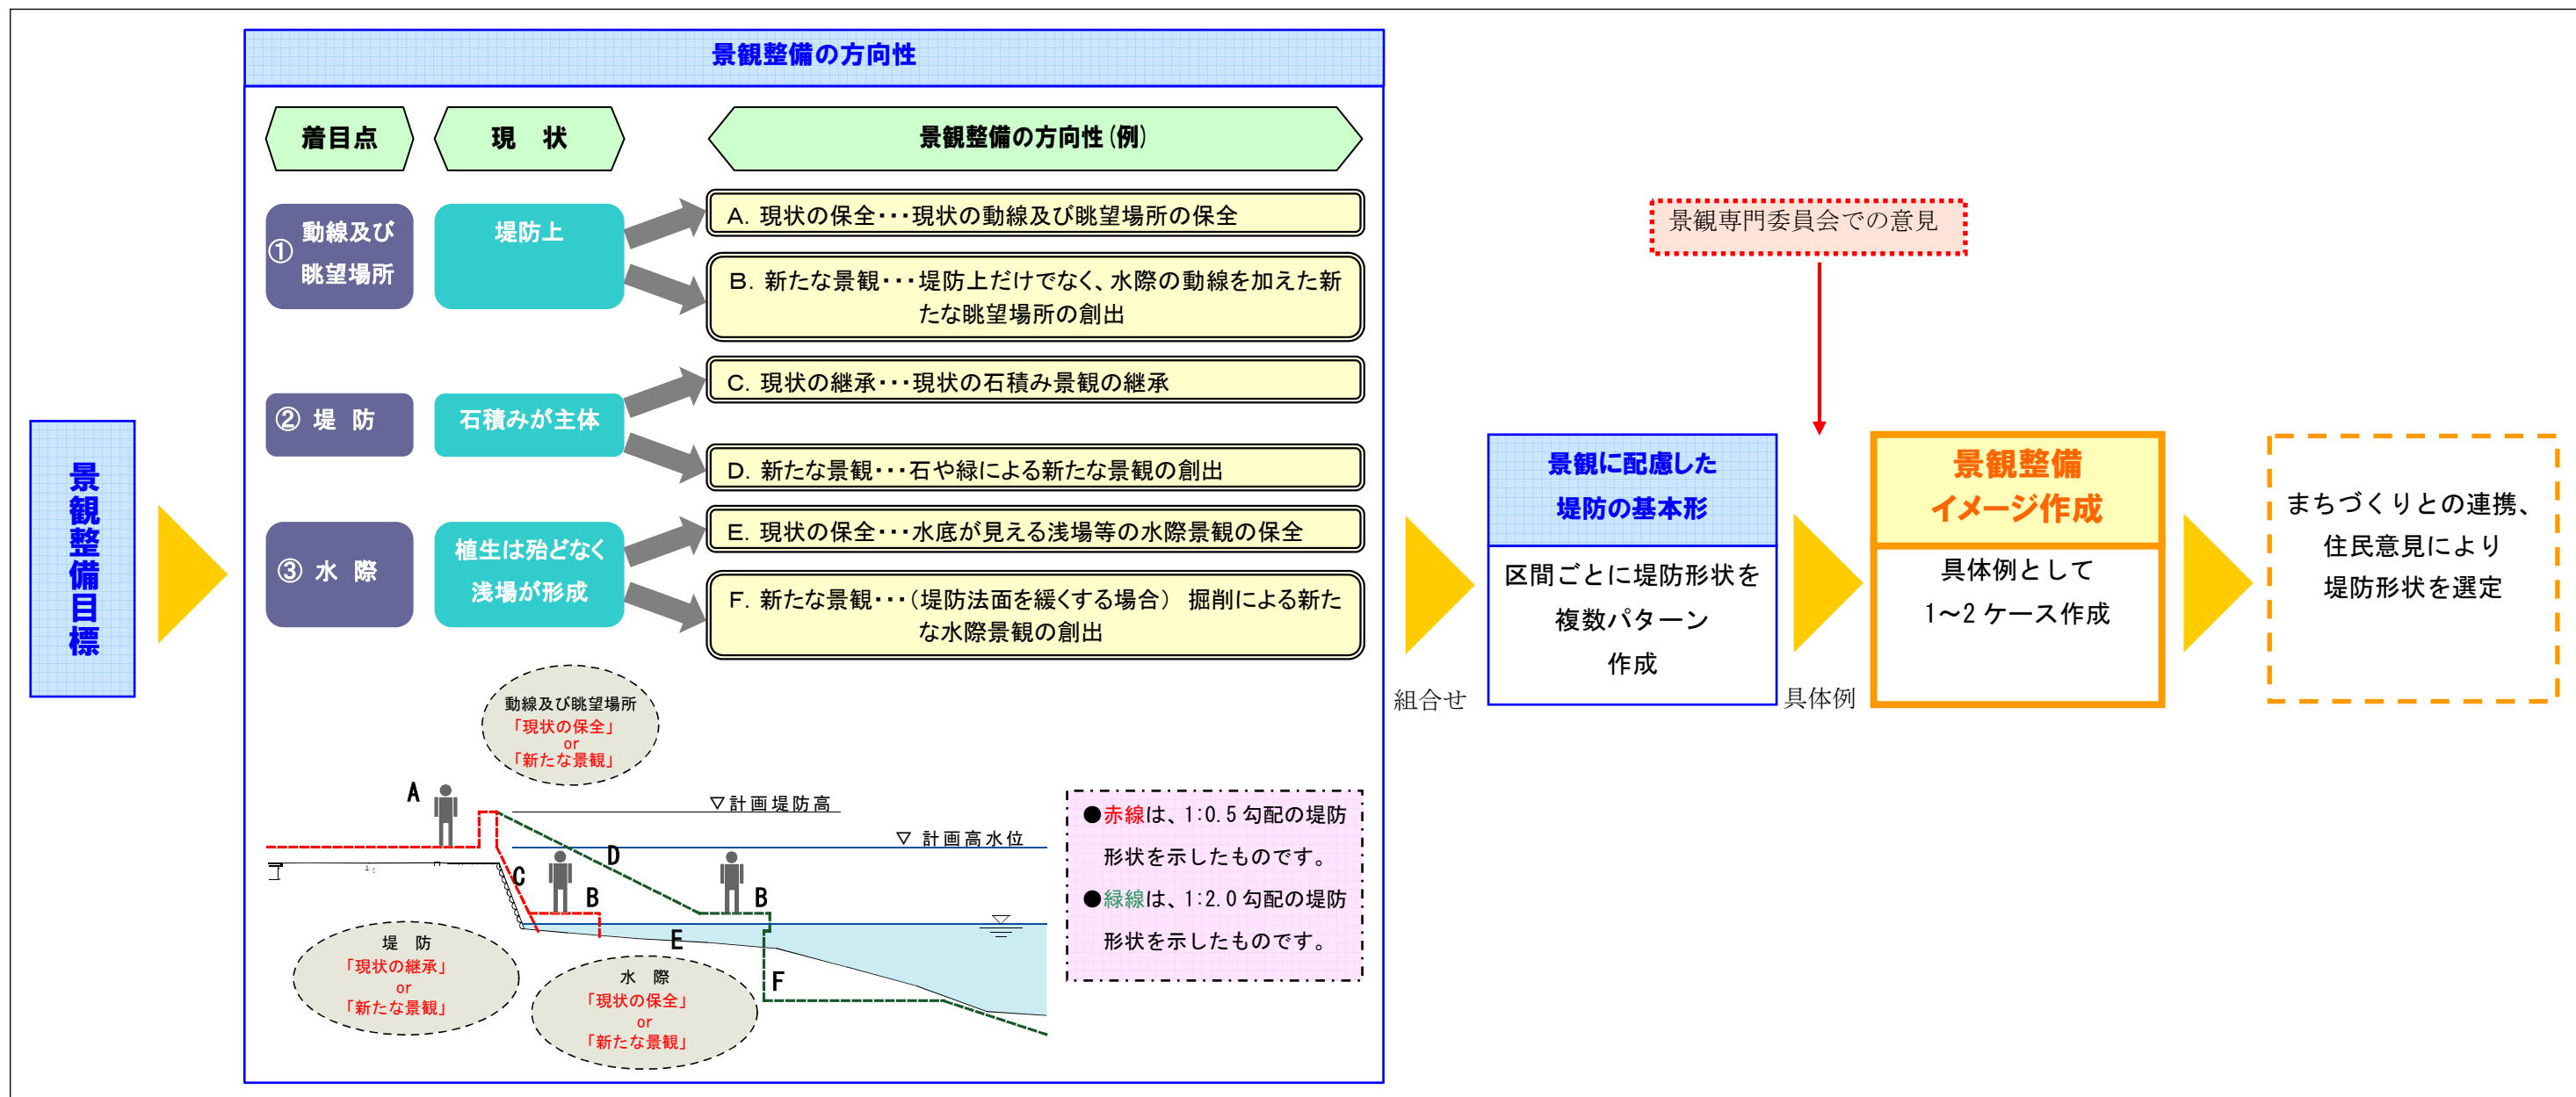 景観整備目標
景観整備の方向性
着目点
現　状
景観整備の方向性(例)
① 動線及び
眺望場所
堤防上
A. 現状の保全・・・現状の動線及び眺望場所の保全
B. 新たな景観・・・堤防上だけでなく、水際の動線を加えた新
たな眺望場所の創出
② 堤 防
石積みが主体
C. 現状の継承・・・現状の石積み景観の継承
D. 新たな景観・・・石や緑による新たな景観の創出
③ 水 際
植生は殆どなく
浅場が形成
E. 現状の保全・・・水底が見える浅場等の水際景観の保全
F. 新たな景観・・・(堤防法面を緩くする場合) 掘削による新た
な水際景観の創出
動線及び眺望場所
「現状の保全」
or
「新たな景観」
A
▽計画堤防高
▽ 計画高水位
D
C
B
B
E
F
堤　防
「現状の継承」
or
「新たな景観」
水　際
「現状の保全」
or
「新たな景観」
●赤線は、1:0.5 勾配の堤防
形状を示したものです。
●緑線は、1:2.0 勾配の堤防
形状を示したものです。
組合せ
景観に配慮した
堤防の基本形
区間ごとに堤防形状を
複数パターン
作成
景観専門委員会での意見
具体例
景観整備
イメージ作成
具体例として
1～2 ケース作成
まちづくりとの連携、
住民意見により
堤防形状を選定